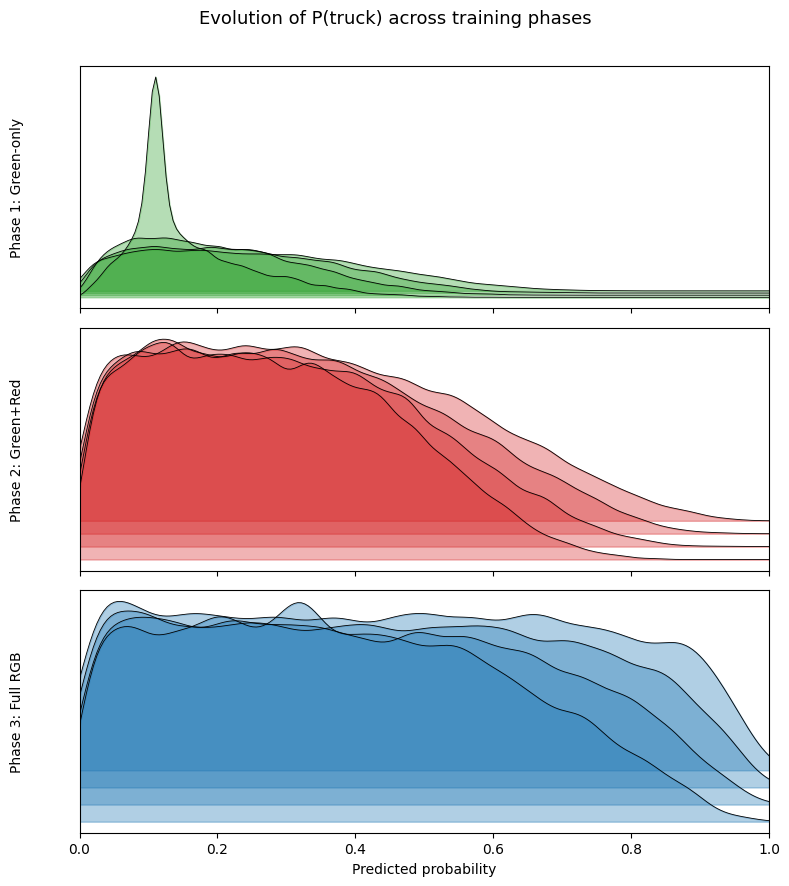 Evolution of P(truck) across training phases
Phase 1: Green-only
Phase 2: Green+Red
Phase 3: Full RGB
0.0 0.2 0.4 0.6 0.8 1.0
Predicted probability